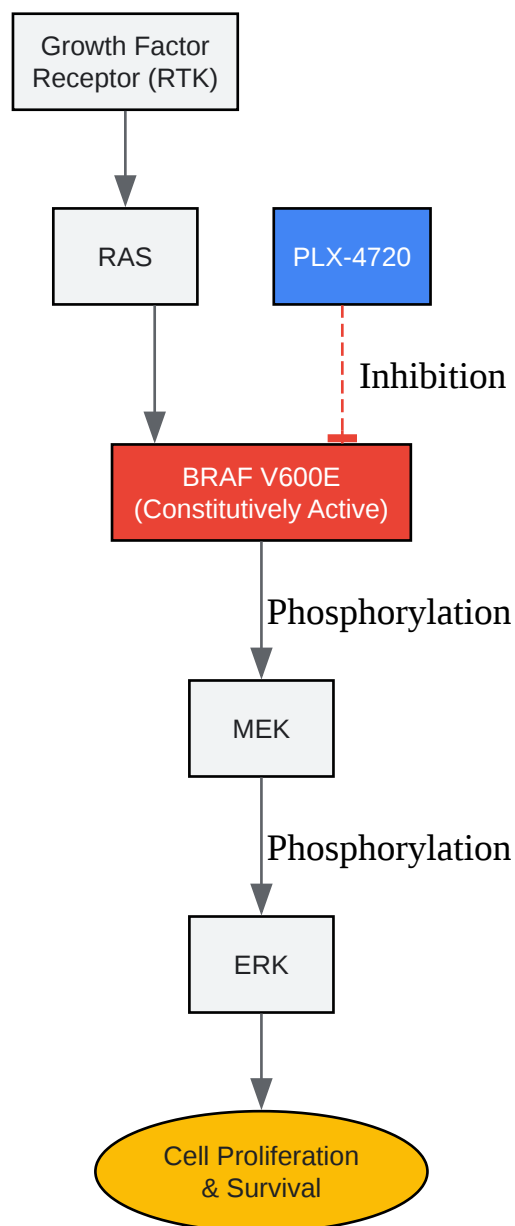 Growth Factor
Receptor (RTK)
RAS
PLX-4720
Inhibition
BRAF V600E
(Constitutively Active)
Phosphorylation
MEK
Phosphorylation
ERK
Cell Proliferation
& Survival